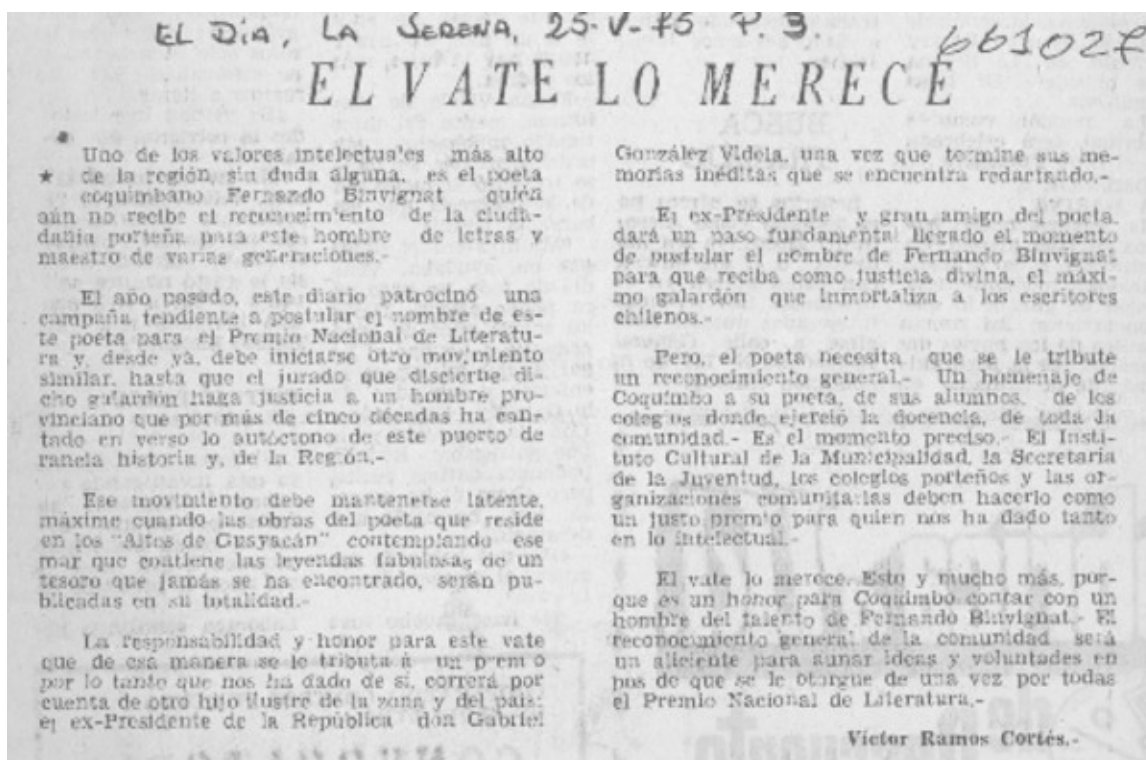 EL DÍA, LA SERENA, 25-V-75 P. 3.
661027
EL VATE LO MERECE
Uno de los valores intelectua'es más alto
★ de la región, sin duda alguna, es el poeta
coquimbano Fernando Binvignat quién
aún no recibe el reconocimiento de la ciuda-
danía porteña para este hombre de letras y
maestro de varias generaciones.-
El año pasado, este diario patrocinó una
campaña tendiente a postular ej nombre de es-
te poeta para el Premio Nacional de Literatu-
ra y, desde ya, debe iniciarse otro movimiento
similar, hasta que el jurado que discierne di-
cho galardón haga justicia a un hombre pro-
vinciano que por más de cinco décadas ha can-
tado en verso lo autóctono de este puerto de
rancia historia y, de la Región.-
Ese movimiento debe mantenerse latente,
máxime cuando las obras del poeta que reside
en los "Altos de Guayacán" contemplando ese
mar que contiene las leyendas fabulosas de un
tesoro que jamás se ha encontrado, serán pu-
blicadas en su totalidad.-
La responsabilidad y honor para este vate
que de esa manera se le tributa a un prem o
por lo tanto que nos ha dado de sí, correrá por
cuenta de otro hijo ilustre de la zona y del país:
ej ex-Presidente de la República don Gabriel
González Videla, una vez que termine sus me-
morias inéditas que se encuentra redactando.-
Ej ex-Presidente y gran amigo del poeta,
dará un paso fundamental llegado el momento
de postular el nombre de Fernando Binvignat
para que reciba como justicia divina, el máxi-
mo galardón que inmortaliza a los escritores
chilenos.-
Pero, el poeta necesita que se le tribute
un reconocimiento general.- Un homenaje de
Coquimbo a su poeta, de sus alumnos, de los
colegios donde ejerció la docencia, de toda la
comunidad.- Es el momento preciso.- El Insti-
tuto Cultural de la Municipalidad, la Secretaría
de la Juventud, los colegios porteños y las or-
ganizaciones comunitarias deben hacerlo como
un justo premio para quien nos ha dado tanto
en lo intelectual.-
El vate lo merece. Esto y mucho más, por-
que es un honor para Coquimbo contar con un
hombre del talento de Fernando Binvignat.- El
reconocimiento general de la comunidad será
un aliciente para aunar ideas y voluntades en
pos de que se le otorgue de una vez por todas
el Premio Nacional de Literatura.-
Víctor Ramos Cortés.-